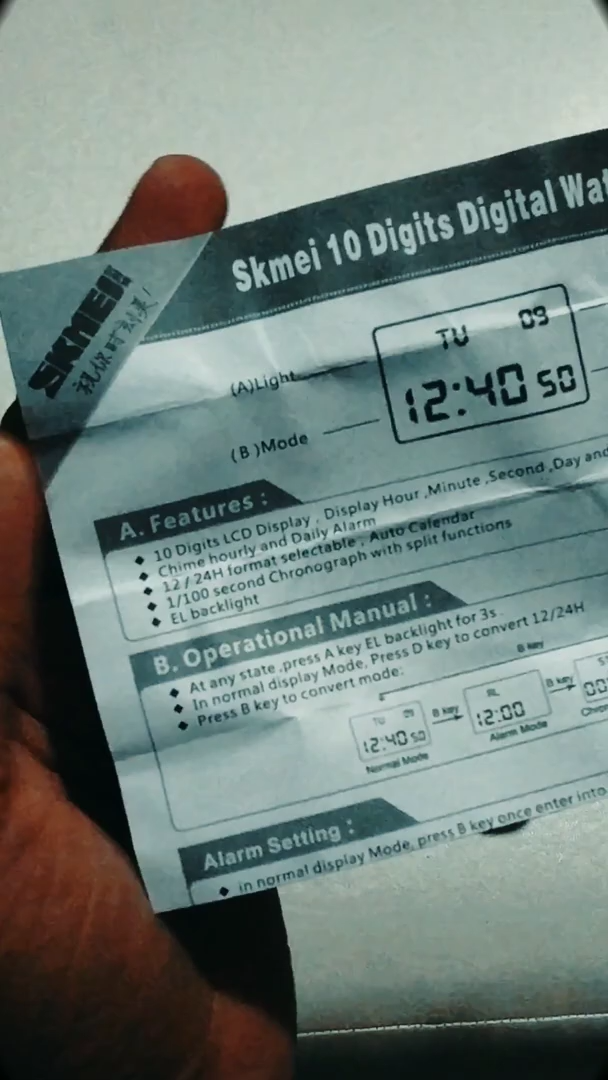 SKMEI
Skmei 10 Digits Digital Wat
(A)Light
TU 09
12:40 50
(B)Mode
A. Features :
◆ 10 Digits LCD Display , Display Hour ,Minute ,Second ,Day and
◆ Chime hourly and Daily Alarm
◆ 12 / 24H format selectable , Auto Calendar
◆ 1/100 second Chronograph with split functions
◆ EL backlight
B. Operational Manual :
◆ At any state ,press A key EL backlight for 3s.
◆ In normal display Mode, Press D key to convert 12/24H
◆ Press B key to convert mode:
B key
TU 09
12:40 50
Normal Mode
B key
AL
12:00
Alarm Mode
B key
ST
00:
Chron
Alarm Setting :
◆ in normal display Mode, press B key once enter into